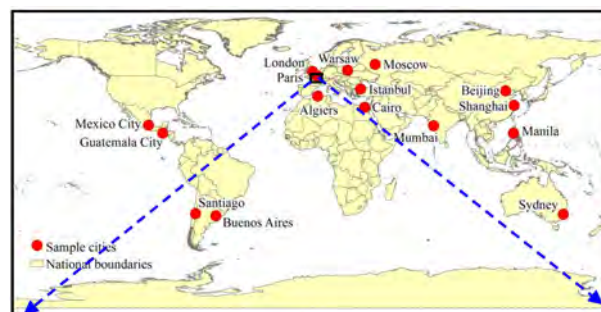 London
Warsaw
Moscow
Paris
Istanbul
Beijing
Shanghai
Algiers
Cairo
Mexico City
Guatemala City
Mumbai
Manila
Santiago
Buenos Aires
Sydney
Sample cities
National boundaries